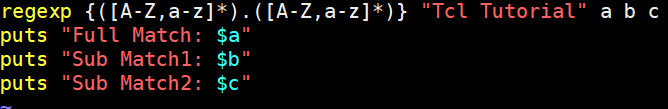 regexp {([A-Z,a-z]*).([A-Z,a-z]*)} "Tcl Tutorial" a b c
puts "Full Match: $a"
puts "Sub Match1: $b"
puts "Sub Match2: $c"
~